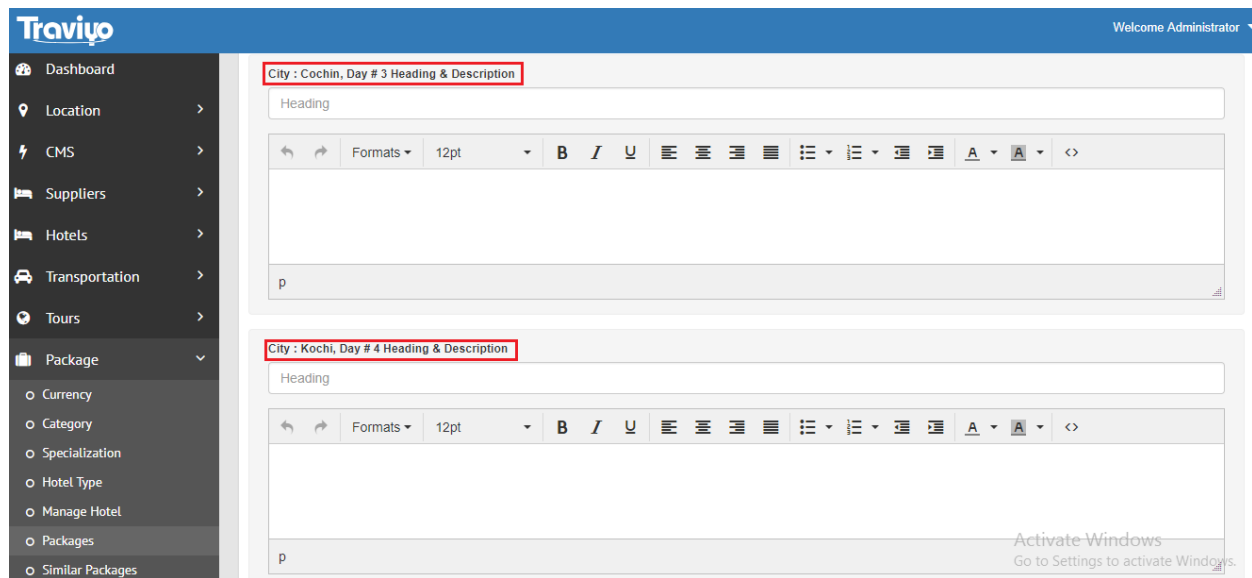 Traviyo
Welcome Administrator
Dashboard
Location
CMS
Suppliers
Hotels
Transportation
Tours
Package
Currency
Category
Specialization
Hotel Type
Manage Hotel
Packages
Similar Packages
City : Cochin, Day # 3 Heading & Description
Heading
Formats 12pt B I U A A <>
p
City : Kochi, Day # 4 Heading & Description
Heading
Formats 12pt B I U A A <>
p
Activate Windows
Go to Settings to activate Windows.